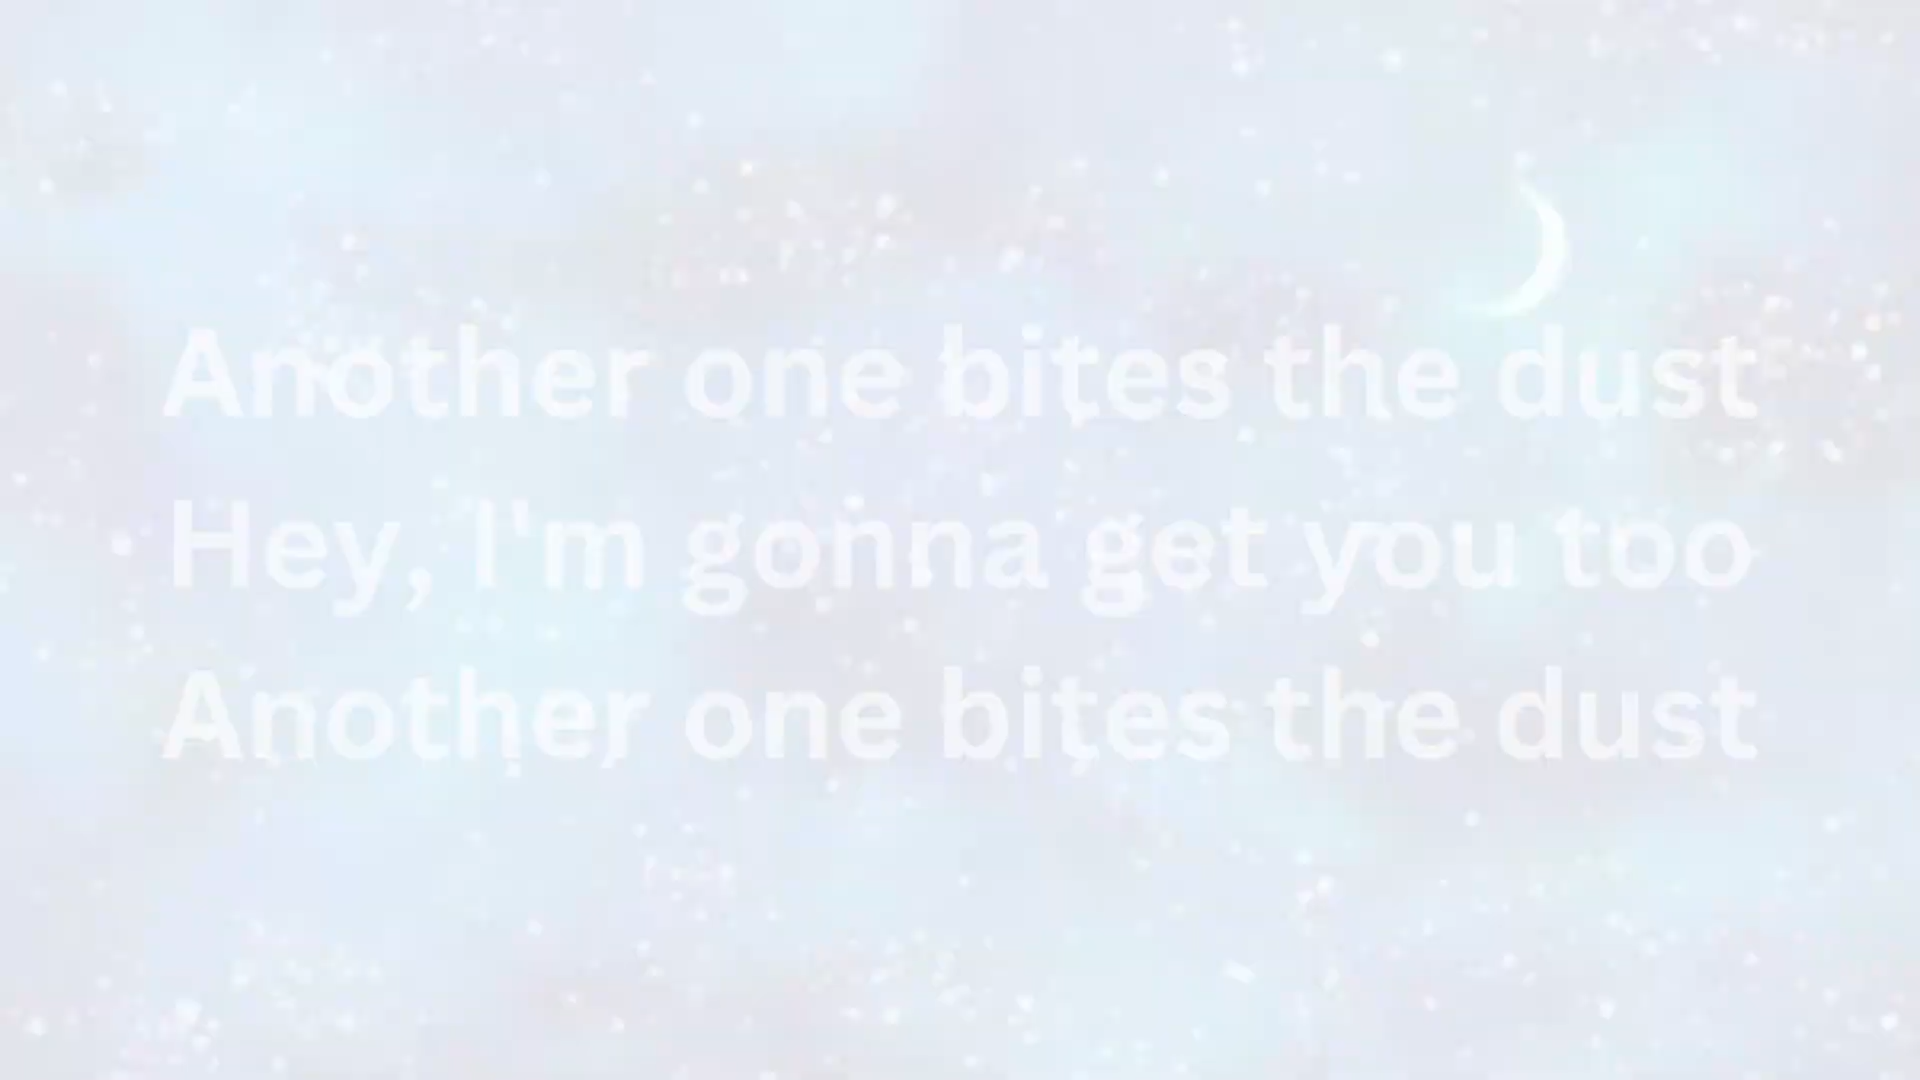 Another one bites the dust
Hey, I'm gonna get you too
Another one bites the dust